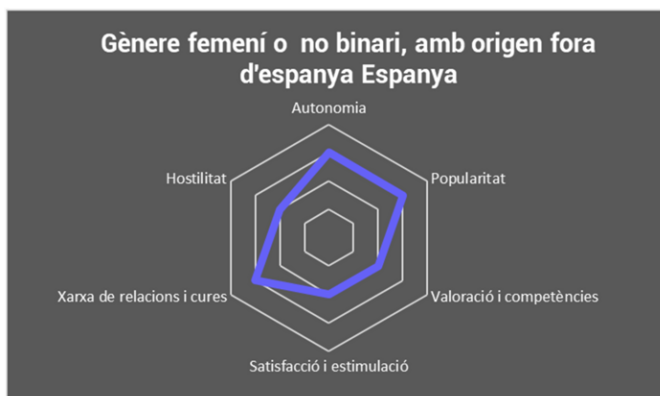 Gènere femení o  no binari, amb origen fora
d'espanya Espanya
Autonomia
Hostilitat
Popularitat
Xarxa de relacions i cures
Valoració i competències
Satisfacció i estimulació